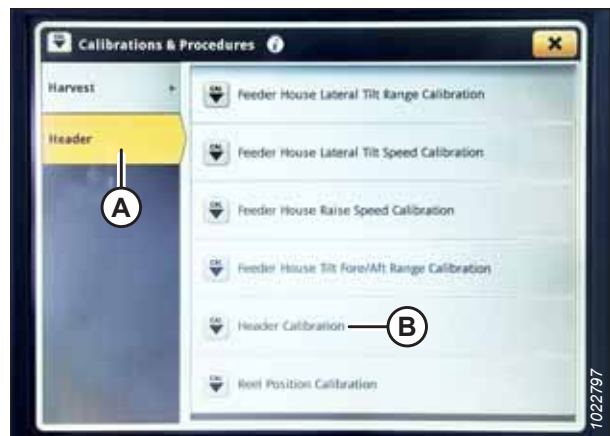 Calibrations & Procedures
Harvest
Header
A
Feeder House Lateral Tilt Range Calibration
Feeder House Lateral Tilt Speed Calibration
Feeder House Raise Speed Calibration
Feeder House Tilt Fore/Aft Range Calibration
Header Calibration
B
Reel Position Calibration
1022797